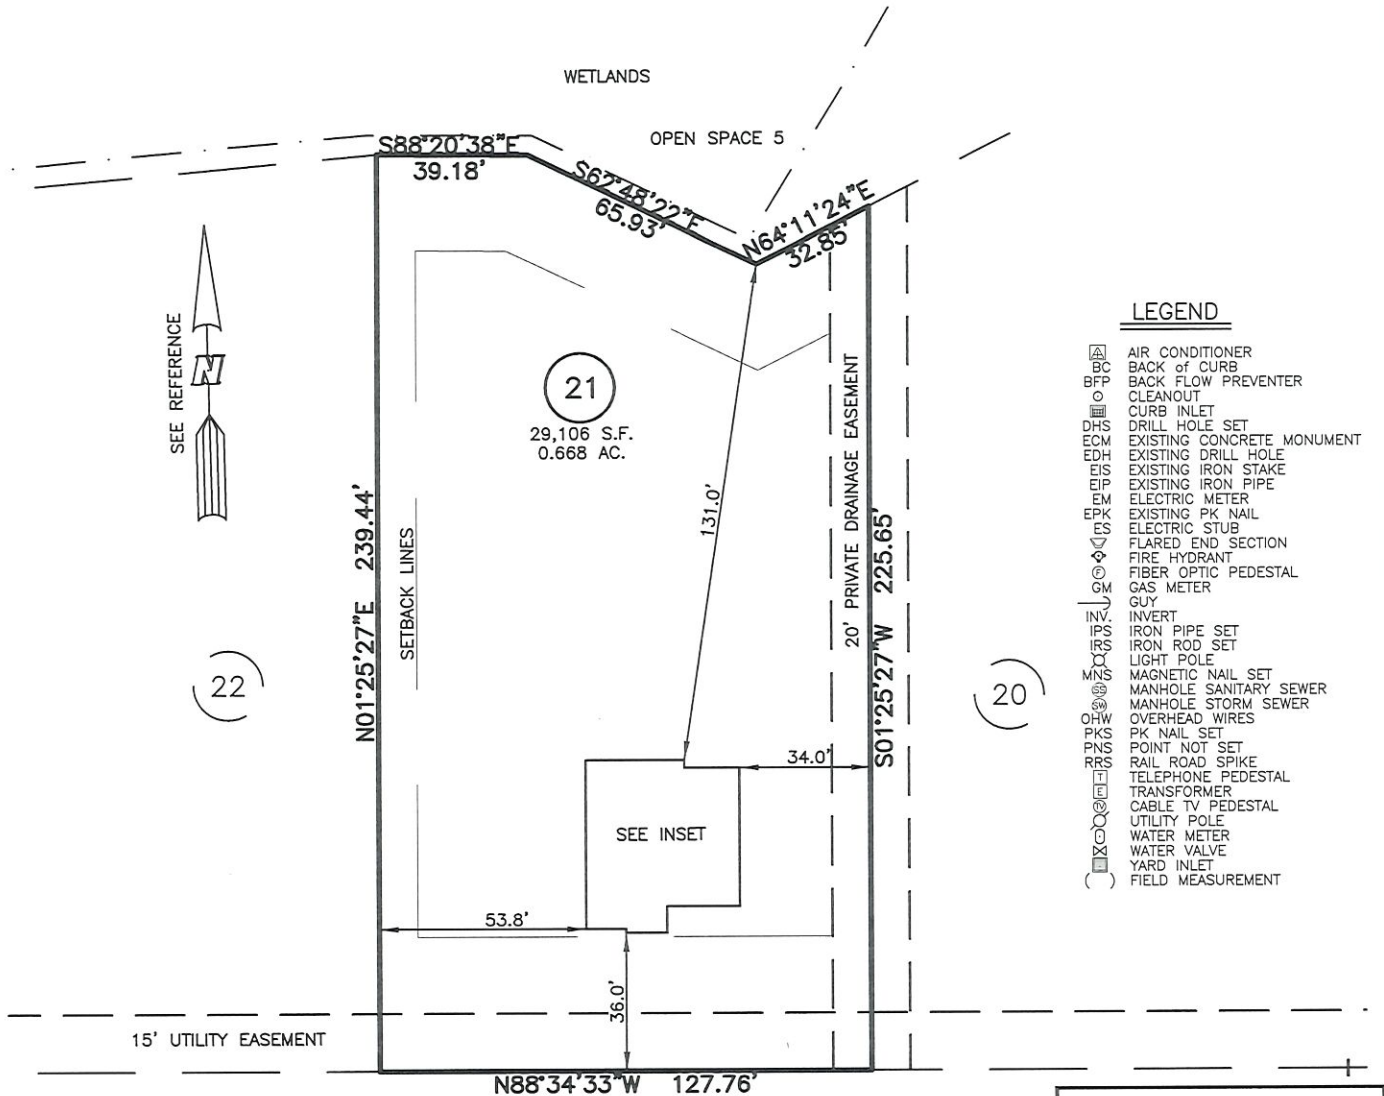 WETLANDS
OPEN SPACE 5
S88°20'38"E
39.18'
S62°48'22"E
65.93'
N64°11'24"E
32.85'
SEE REFERENCE
N
21
29,106 S.F.
0.668 AC.
N01°25'27"E 239.44'
SETBACK LINES
131.0'
20' PRIVATE DRAINAGE EASEMENT
S01°25'27"W 225.65'
22
20
34.0'
SEE INSET
53.8'
36.0'
15' UTILITY EASEMENT
N88°34'33"W 127.76'
LEGEND
A AIR CONDITIONER
BC BACK of CURB
BFP BACK FLOW PREVENTER
CLEANOUT
CURB INLET
DHS DRILL HOLE SET
ECM EXISTING CONCRETE MONUMENT
EDH EXISTING DRILL HOLE
EIS EXISTING IRON STAKE
EIP EXISTING IRON PIPE
EM ELECTRIC METER
EPK EXISTING PK NAIL
ES ELECTRIC STUB
FLARED END SECTION
FIRE HYDRANT
F FIBER OPTIC PEDESTAL
GM GAS METER
GUY
INV. INVERT
IPS IRON PIPE SET
IRS IRON ROD SET
LIGHT POLE
MNS MAGNETIC NAIL SET
SS MANHOLE SANITARY SEWER
SW MANHOLE STORM SEWER
OHW OVERHEAD WIRES
PKS PK NAIL SET
PNS POINT NOT SET
RRS RAIL ROAD SPIKE
T TELEPHONE PEDESTAL
E TRANSFORMER
TV CABLE TV PEDESTAL
UTILITY POLE
WATER METER
WATER VALVE
YARD INLET
( ) FIELD MEASUREMENT